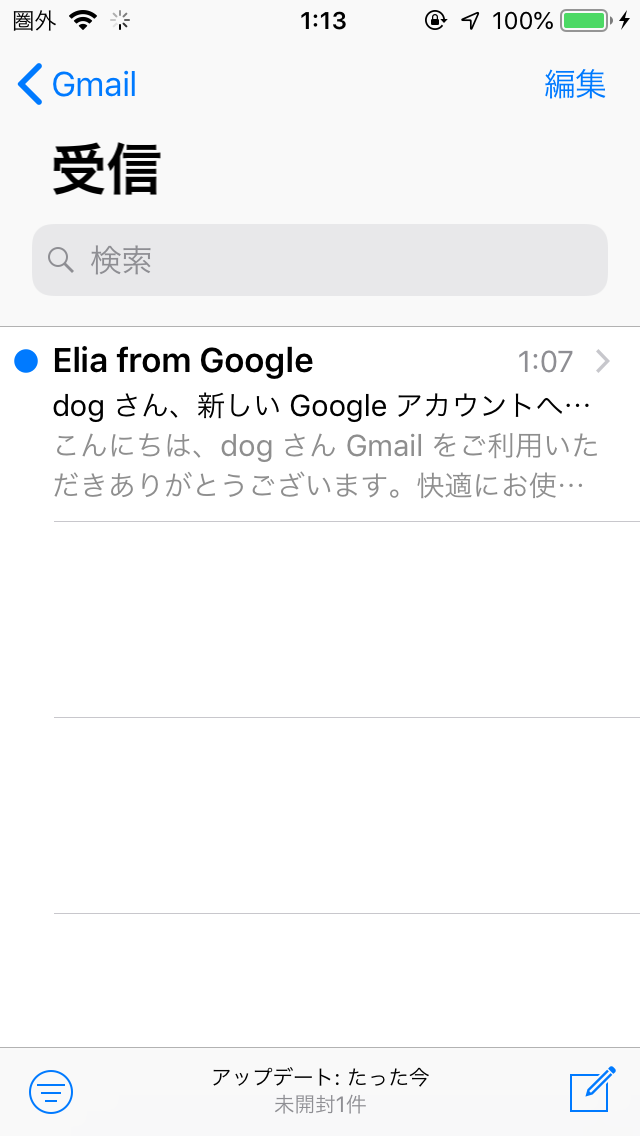 圏外 1:13 100%
Gmail 編集
受信
検索
Elia from Google 1:07
dog さん、新しい Google アカウントへ…
こんにちは、dog さん Gmail をご利用いた
だきありがとうございます。快適にお使…
アップデート: たった今
未開封1件